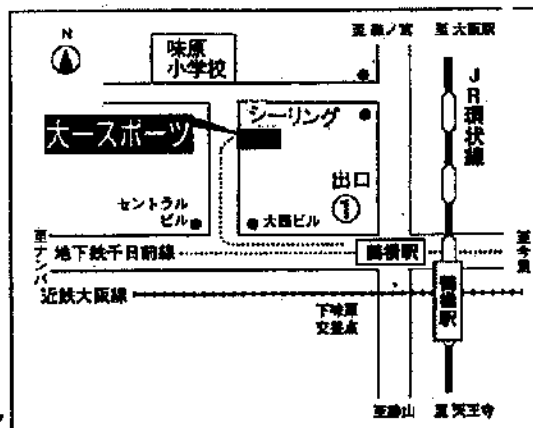 N
味原
小学校
至 森ノ宮
至 大阪駅
JR環状線
シーリング
大一スポーツ
出口
①
セントラル
ビル
大西ビル
至ナンバ
地下鉄千日前線
鶴橋駅
至今里
近鉄大阪線
鶴橋駅
下味原
交差点
至勝山
至 天王寺